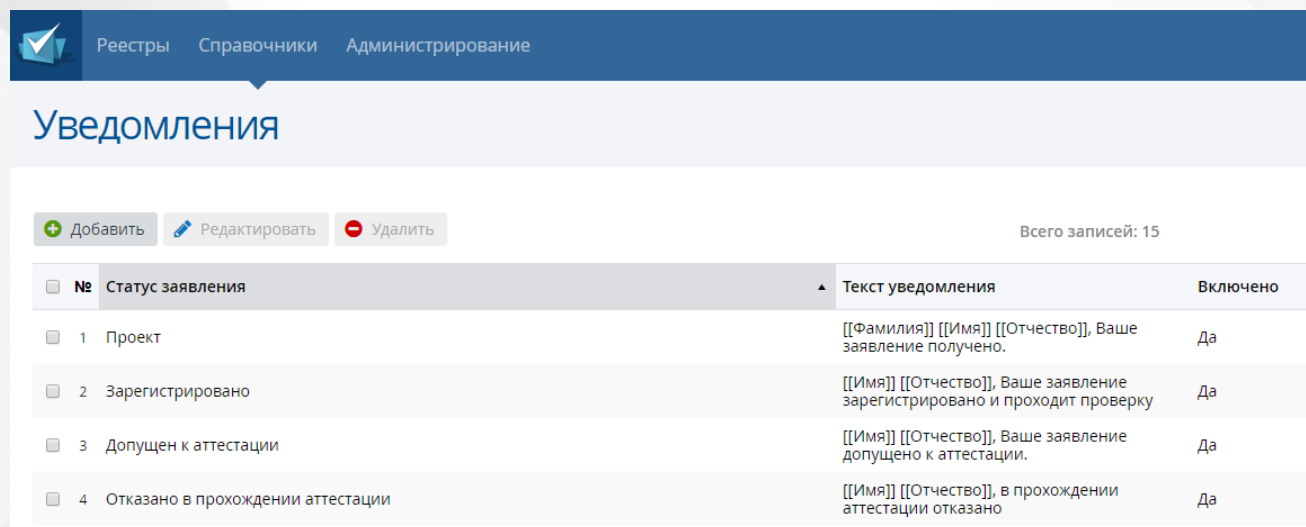 Реестры Справочники Администрирование
Уведомления
Добавить Редактировать Удалить Всего записей: 15
№ Статус заявления Текст уведомления Включено
1 Проект [[Фамилия]] [[Имя]] [[Отчество]], Ваше
заявление получено. Да
2 Зарегистрировано [[Имя]] [[Отчество]], Ваше заявление
зарегистрировано и проходит проверку Да
3 Допущен к аттестации [[Имя]] [[Отчество]], Ваше заявление
допущено к аттестации. Да
4 Отказано в прохождении аттестации [[Имя]] [[Отчество]], в прохождении
аттестации отказано Да